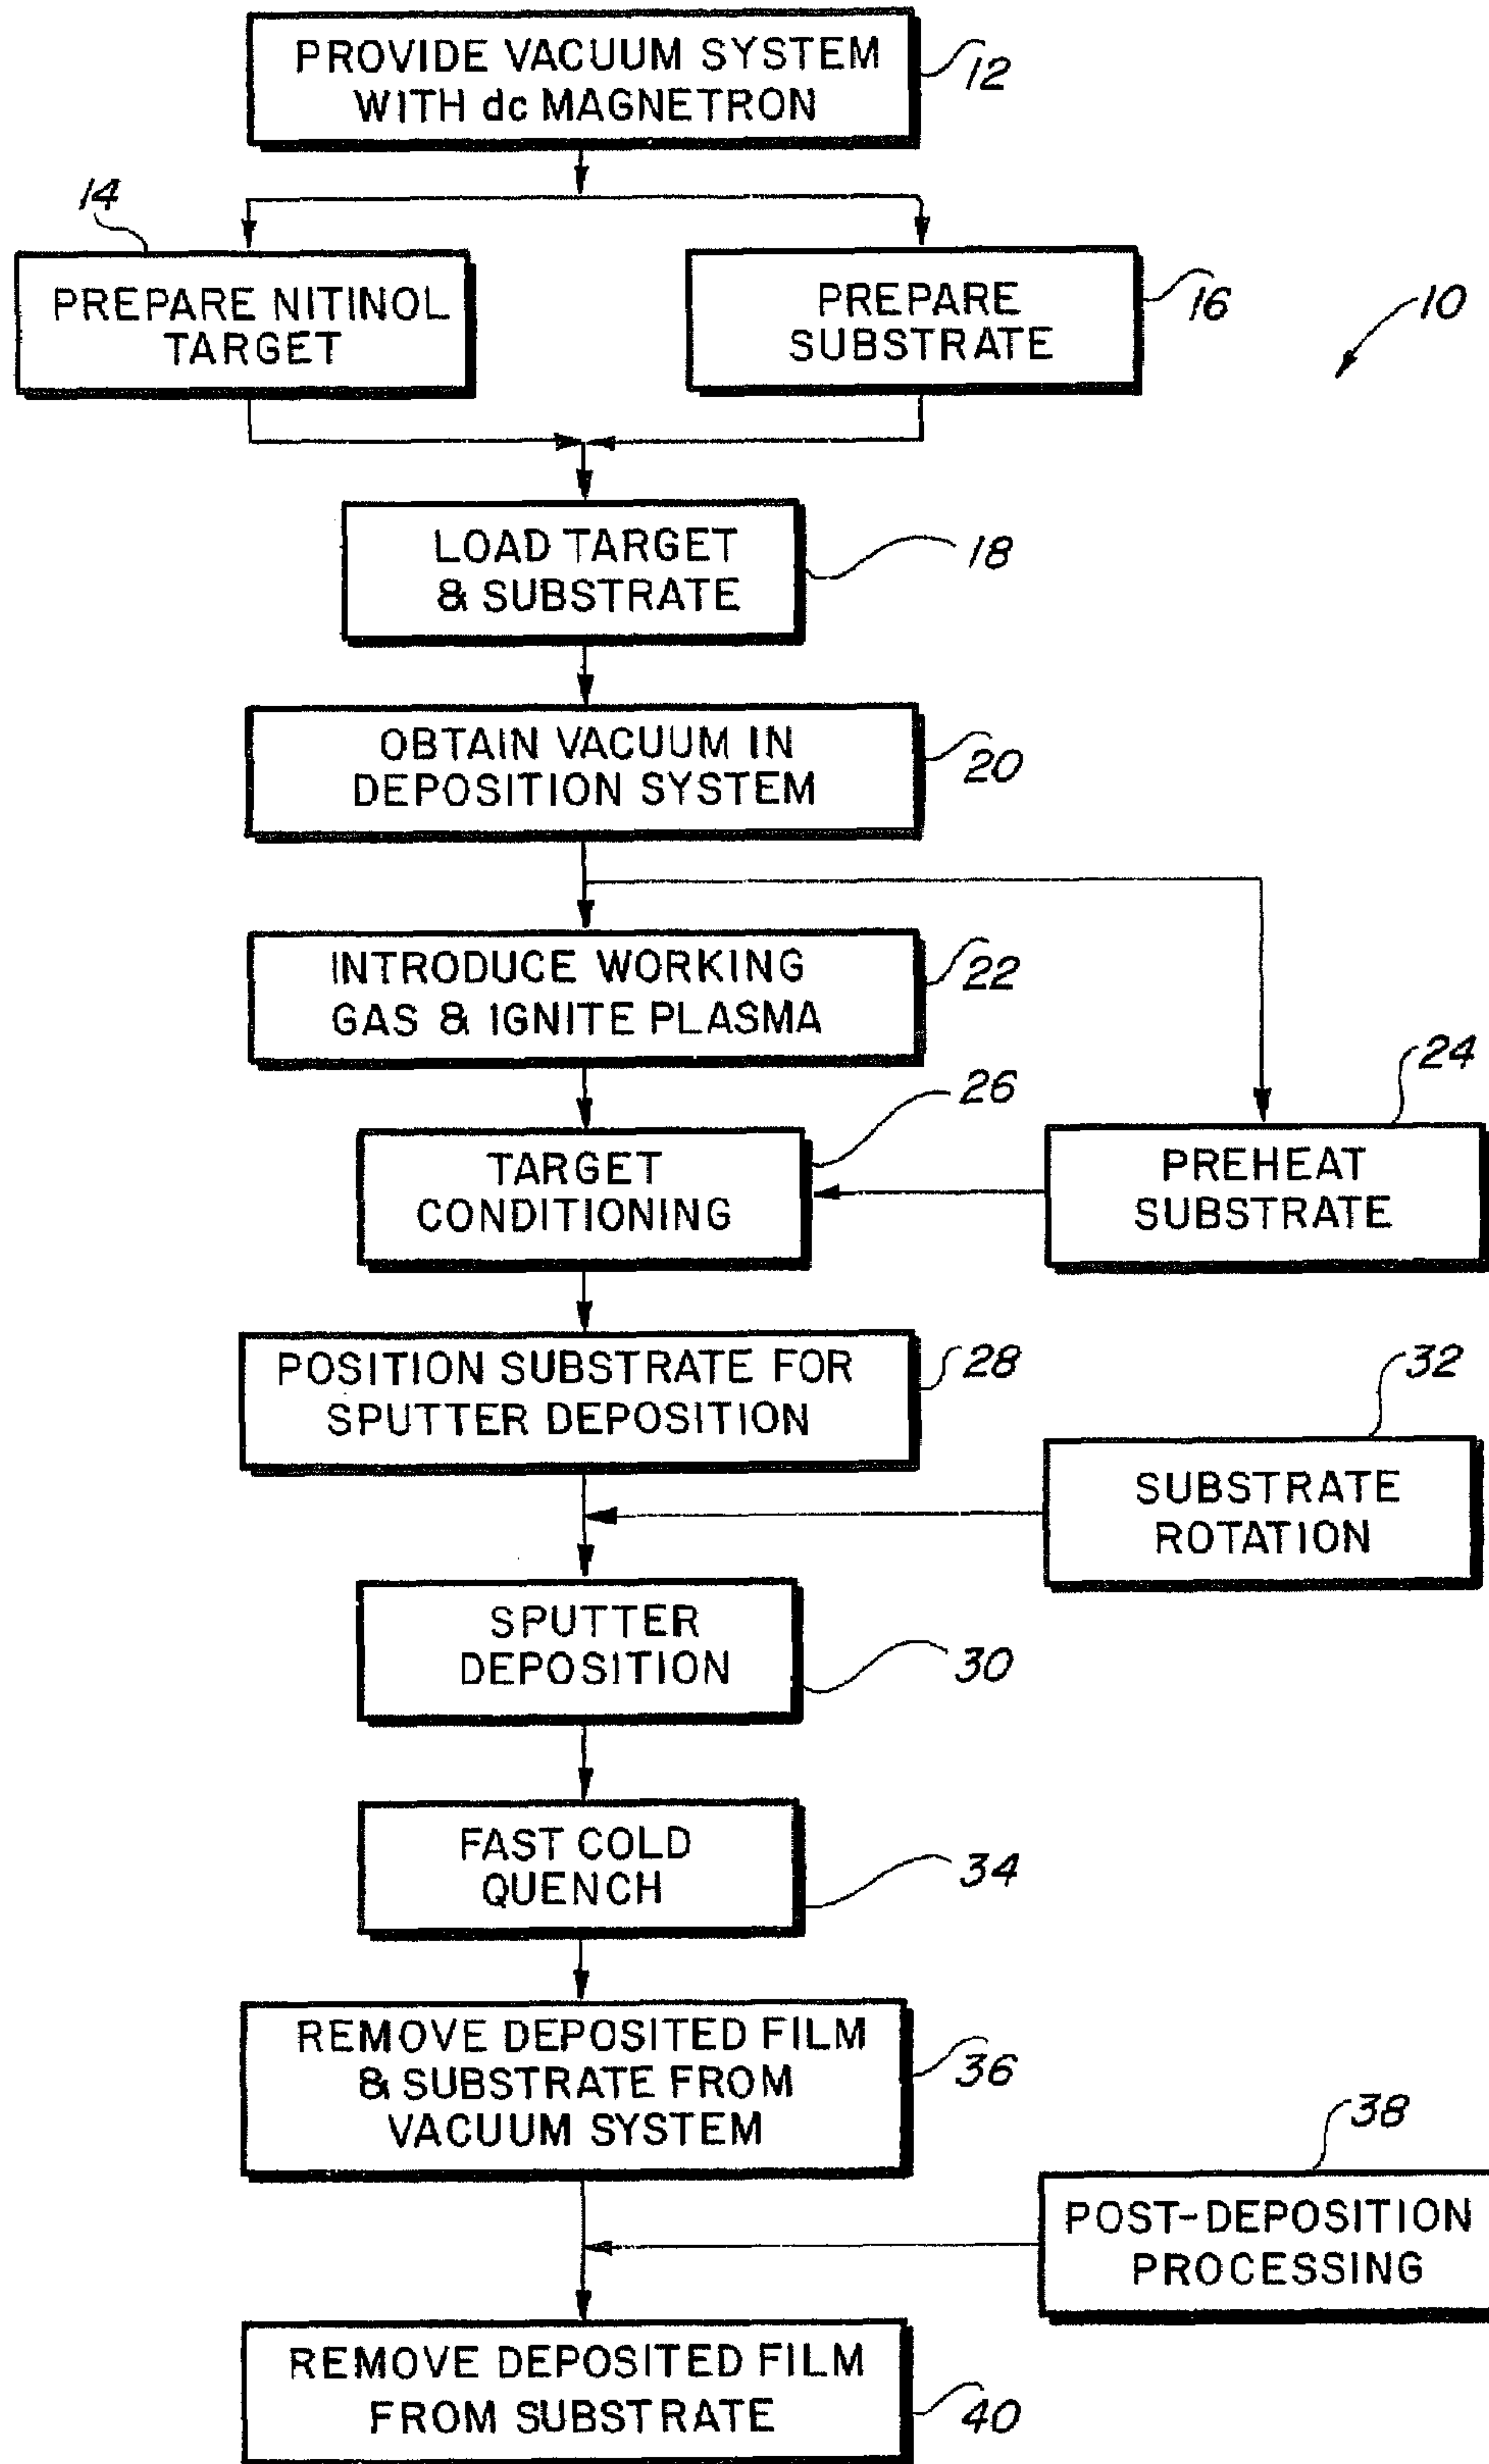 PROVIDE VACUUM SYSTEM
WITH dc MAGNETRON
12
14
PREPARE NITINOL
TARGET
PREPARE
SUBSTRATE
16
10
LOAD TARGET
& SUBSTRATE
18
OBTAIN VACUUM IN
DEPOSITION SYSTEM
20
INTRODUCE WORKING
GAS & IGNITE PLASMA
22
24
26
TARGET
CONDITIONING
PREHEAT
SUBSTRATE
POSITION SUBSTRATE FOR
SPUTTER DEPOSITION
28
32
SUBSTRATE
ROTATION
SPUTTER
DEPOSITION
30
FAST COLD
QUENCH
34
REMOVE DEPOSITED FILM
& SUBSTRATE FROM
VACUUM SYSTEM
36
38
POST-DEPOSITION
PROCESSING
REMOVE DEPOSITED FILM
FROM SUBSTRATE
40